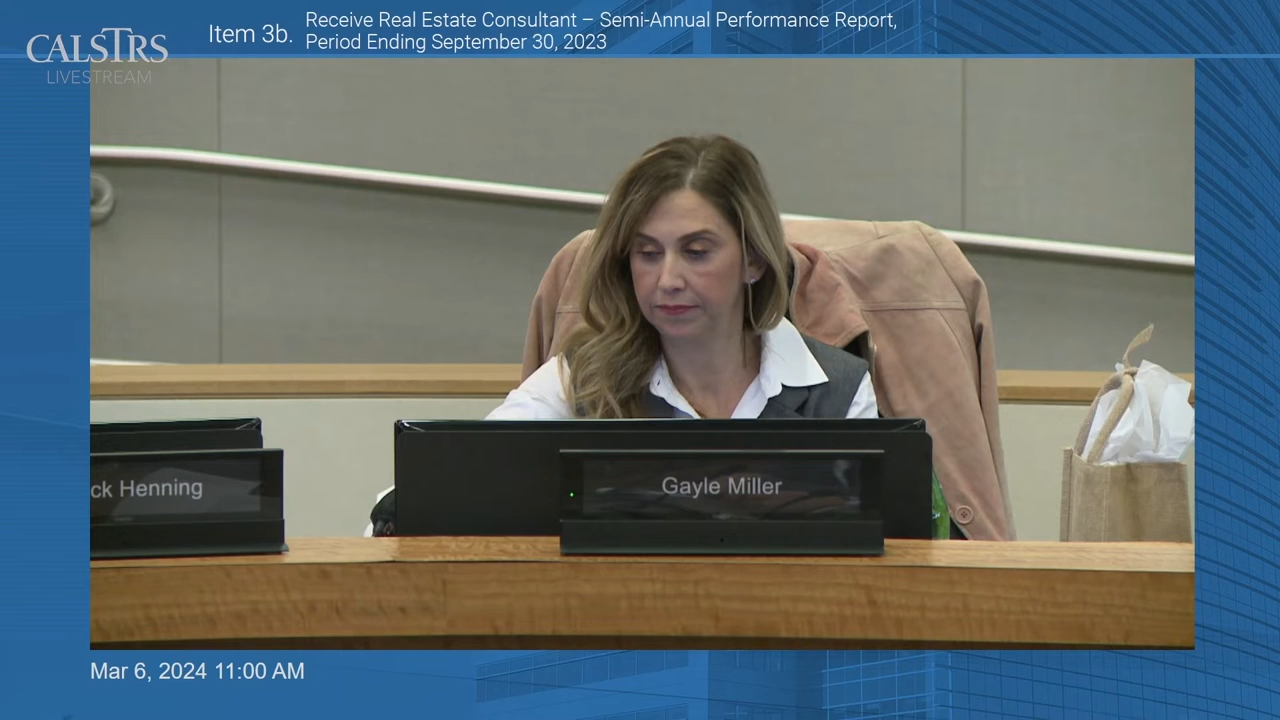 Item 3b.
Receive Real Estate Consultant – Semi-Annual Performance Report,
Period Ending September 30, 2023
CALSTRS
LIVESTREAM
ck Henning
Gayle Miller
Mar 6, 2024 11:00 AM